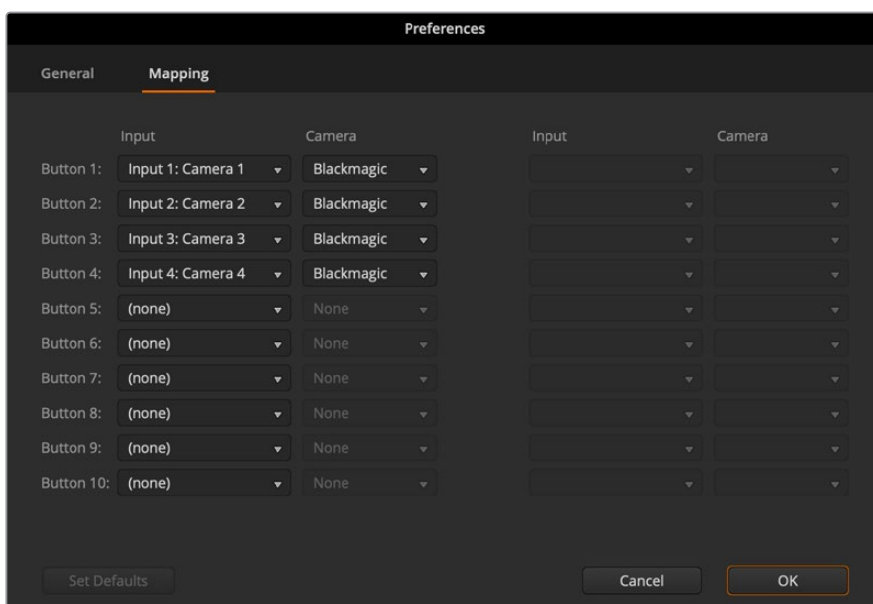 Preferences
General Mapping
Input Camera Input Camera
Button 1: Input 1: Camera 1 Blackmagic
Button 2: Input 2: Camera 2 Blackmagic
Button 3: Input 3: Camera 3 Blackmagic
Button 4: Input 4: Camera 4 Blackmagic
Button 5: (none) None
Button 6: (none) None
Button 7: (none) None
Button 8: (none) None
Button 9: (none) None
Button 10: (none) None
Set Defaults Cancel OK